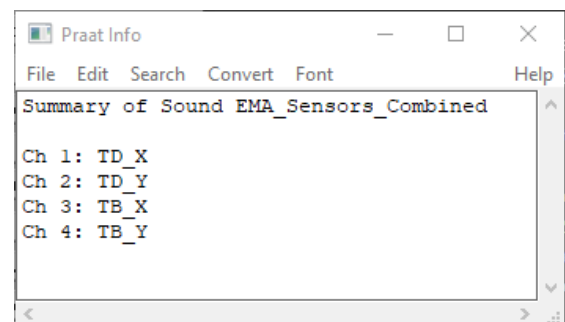 Praat Info
File Edit Search Convert Font Help
Summary of Sound EMA_Sensors_Combined
Ch 1: TD_X
Ch 2: TD_Y
Ch 3: TB_X
Ch 4: TB_Y